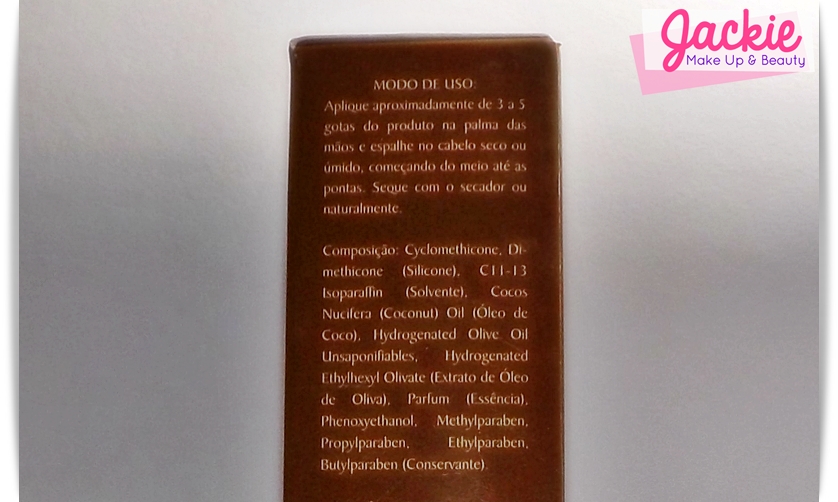 Jackie
Make Up & Beauty
MODO DE USO:
Aplique aproximadamente de 3 a 5
gotas do produto na palma das
mãos e espalhe no cabelo seco ou
úmido, começando do meio até as
pontas. Seque com o secador ou
naturalmente.
Composição: Cyclomethicone, Di-
methicone (Silicone), C11-13
Isoparaffin (Solvente), Cocos
Nucifera (Coconut) Oil (Óleo de
Coco), Hydrogenated Olive Oil
Unsaponifiables, Hydrogenated
Ethylhexyl Olivate (Extrato de Óleo
de Oliva), Parfum (Essência),
Phenoxyethanol, Methylparaben,
Propylparaben, Ethylparaben,
Butylparaben (Conservante).